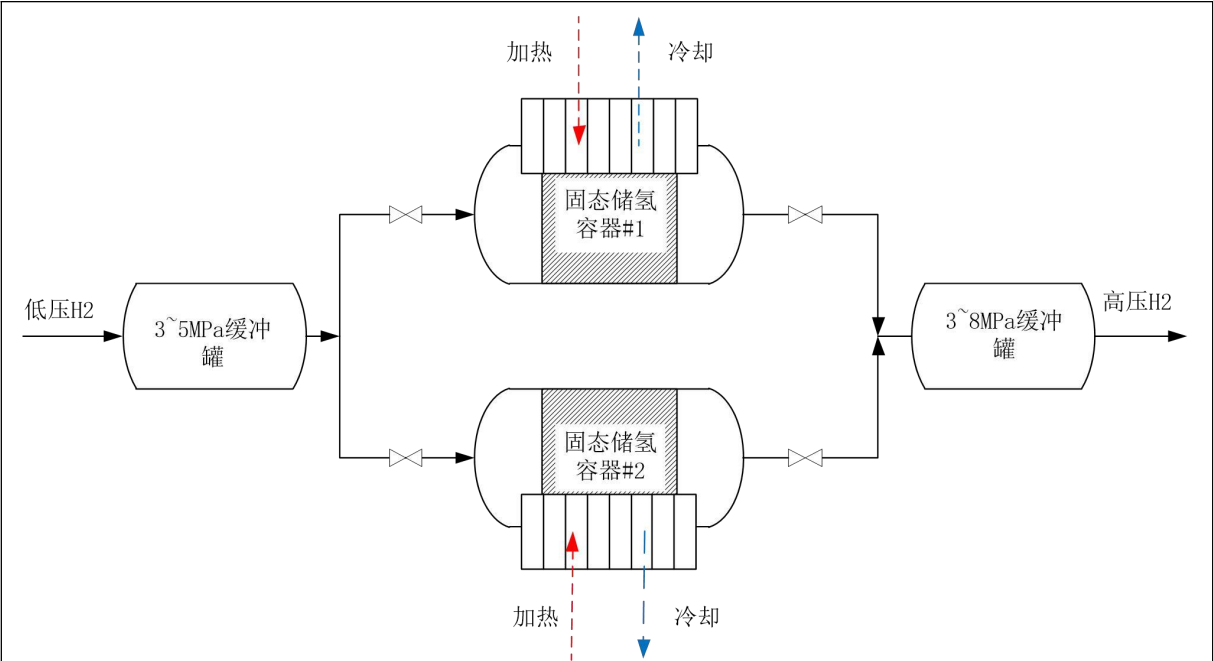 加热
冷却
固态储氢
容器#1
低压H2
3~5MPa缓冲
罐
3~8MPa缓冲
罐
高压H2
固态储氢
容器#2
加热
冷却